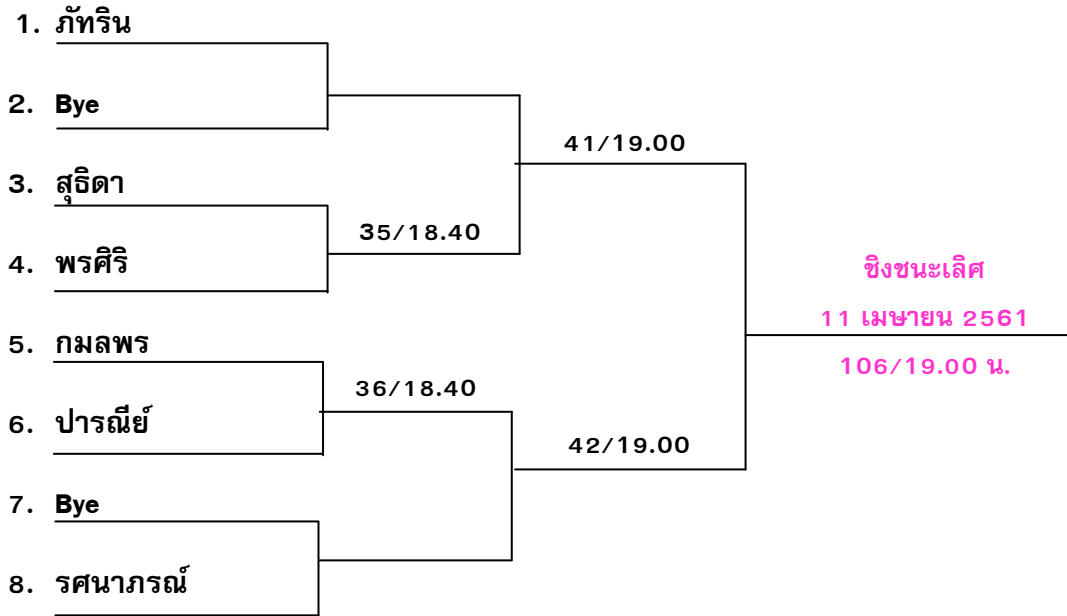 1. ภัทริน
2. Bye
41/19.00
3. สุธิดา
35/18.40
4. พรศิริ
ชิงชนะเลิศ
11 เมษายน 2561
5. กมลพร
106/19.00 น.
36/18.40
6. ปารณีย์
42/19.00
7. Bye
8. รศนาภรณ์